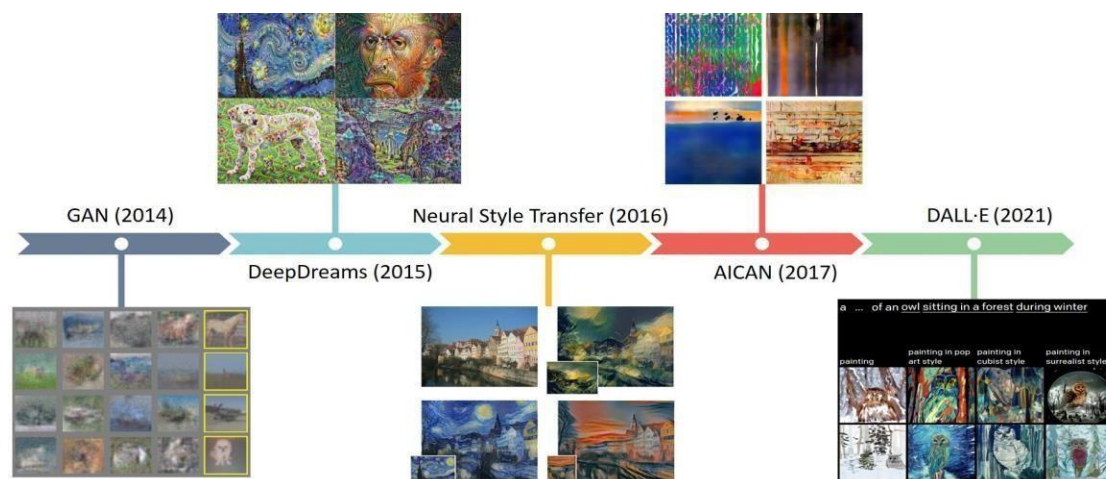 GAN (2014)
DeepDreams (2015)
Neural Style Transfer (2016)
AICAN (2017)
DALL·E (2021)
a ... of an owl sitting in a forest during winter
painting
painting in pop
art style
painting in
cubist style
painting in
surrealist style